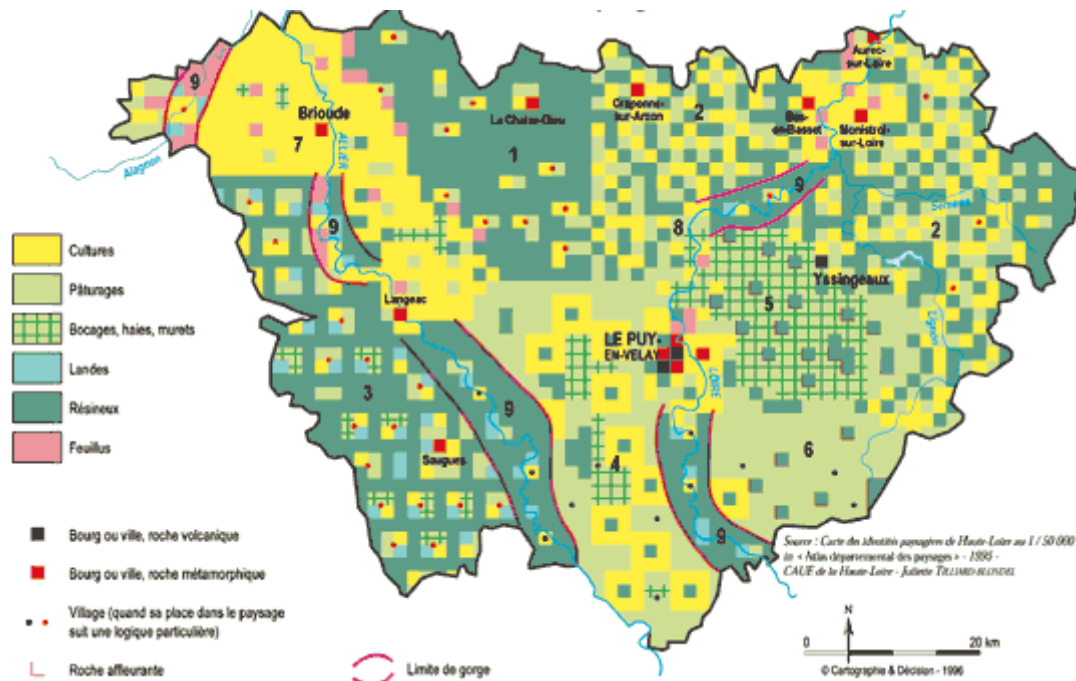 Aurec-
sur-Loire
9
Brioude
La Chaise-Dieu
Craponne-
sur-Arzon
2
Bas-
en-Basset
Monistrol-
sur-Loire
7
ALLIER
1
Alagnon
9
9
8
Semène
2
Cultures
Pâturages
Bocages, haies, murets
Landes
Résineux
Feuillus
Yssingeaux
5
Lignon
Langeac
LE PUY-
EN-VELAY
LOIRE
3
9
Saugues
4
6
9
Bourg ou ville, roche volcanique
Bourg ou ville, roche métamorphique
Village (quand sa place dans le paysage
suit une logique particulière)
Roche affleurante
Limite de gorge
Source : Carte des identités paysagères de Haute-Loire au 1 / 50 000
in « Atlas départemental des paysages » - 1995 -
CAUE de la Haute-Loire - Juliette TILLIARD-BLONDEL
N
0 20 km
© Cartographie & Décision - 1996